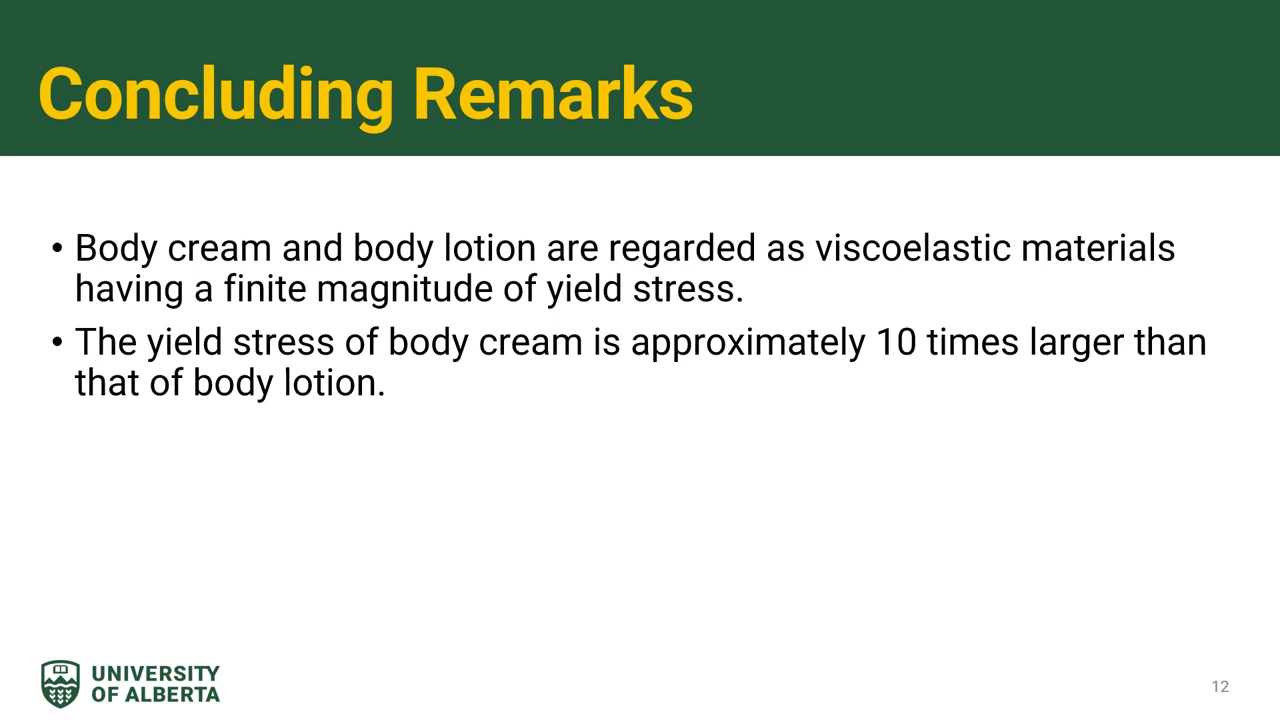 Concluding Remarks
• Body cream and body lotion are regarded as viscoelastic materials
having a finite magnitude of yield stress.
• The yield stress of body cream is approximately 10 times larger than
that of body lotion.
UNIVERSITY
OF ALBERTA
12